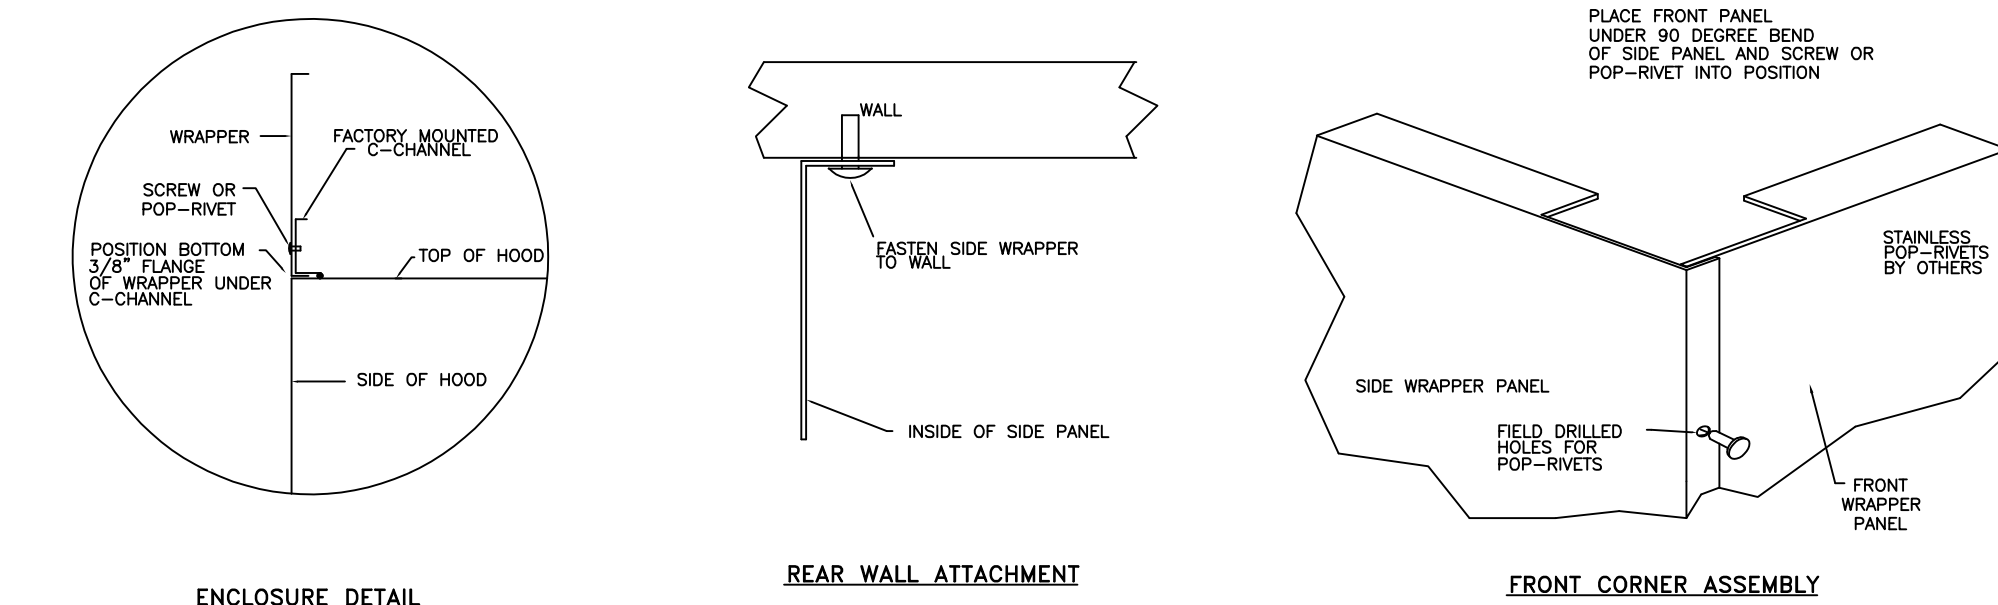 WRAPPER
FACTORY MOUNTED
C-CHANNEL
SCREW OR
POP-RIVET
POSITION BOTTOM
3/8" FLANGE
OF WRAPPER UNDER
C-CHANNEL
TOP OF HOOD
SIDE OF HOOD
ENCLOSURE DETAIL
WALL
FASTEN SIDE WRAPPER
TO WALL
INSIDE OF SIDE PANEL
REAR WALL ATTACHMENT
PLACE FRONT PANEL
UNDER 90 DEGREE BEND
OF SIDE PANEL AND SCREW OR
POP-RIVET INTO POSITION
STAINLESS
POP-RIVETS
BY OTHERS
SIDE WRAPPER PANEL
FIELD DRILLED
HOLES FOR
POP-RIVETS
FRONT
WRAPPER
PANEL
FRONT CORNER ASSEMBLY